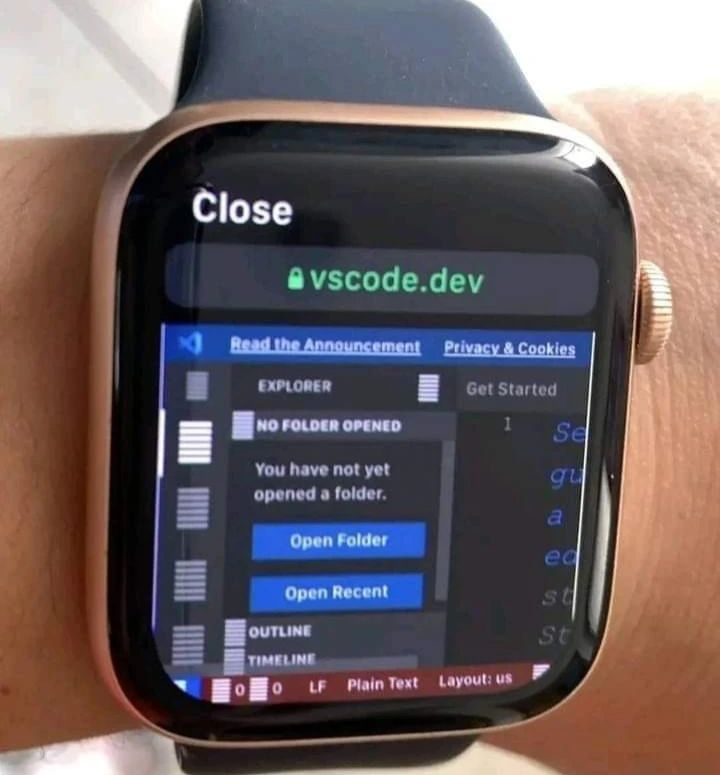 Close
vscode.dev
Read the Announcement Privacy & Cookies
EXPLORER
Get Started
NO FOLDER OPENED
You have not yet
opened a folder.
Open Folder
Open Recent
OUTLINE
TIMELINE
1
Se
gu
a
ed
st
St
0 0 LF Plain Text Layout: us